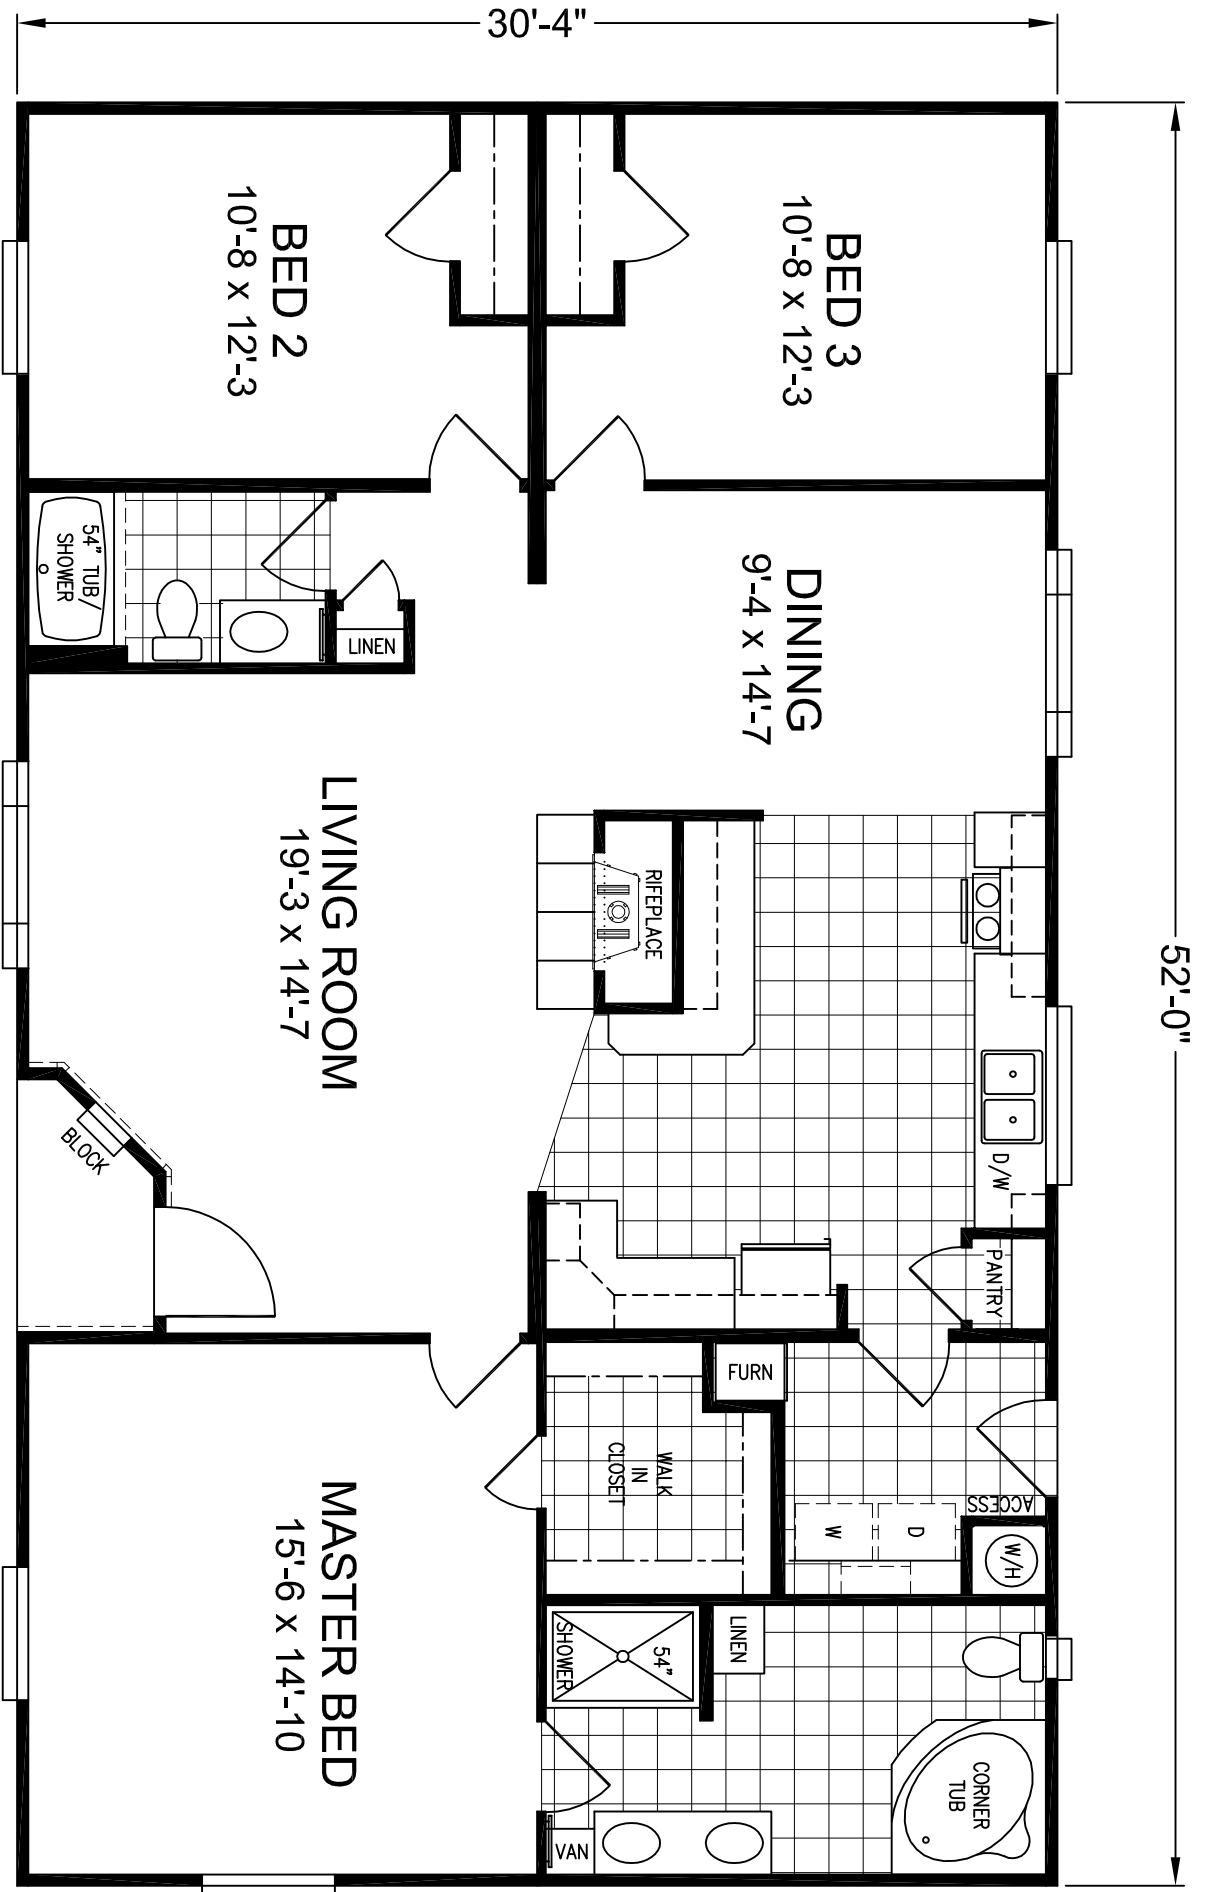 30'-4"
52'-0"
BED 2
10'-8 x 12'-3
BED 3
10'-8 x 12'-3
54" TUB/
SHOWER
LINEN
DINING
9'-4 x 14'-7
LIVING ROOM
19'-3 x 14'-7
RIFEPLACE
D/W
PANTRY
BLOCK
FURN
WALK
IN
CLOSET
ACCESS
W
D
W/H
MASTER BED
15'-6 x 14'-10
54"
SHOWER
LINEN
CORNER
TUB
VAN